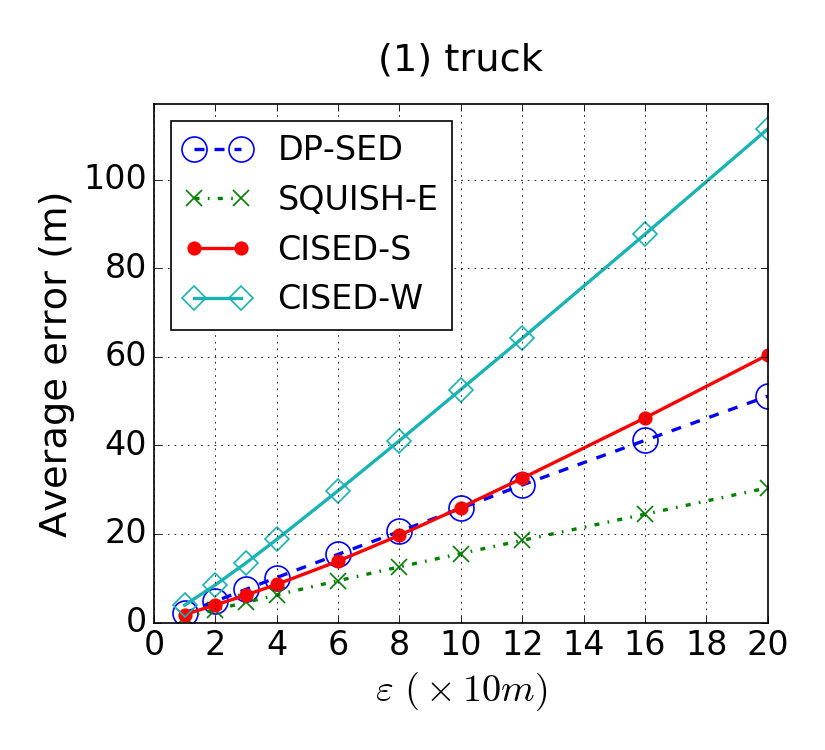 (1) truck
DP-SED
SQUISH-E
CISED-S
CISED-W
Average error (m)
100
80
60
40
20
0
0 2 4 6 8 10 12 14 16 18 20
ε (×10m)